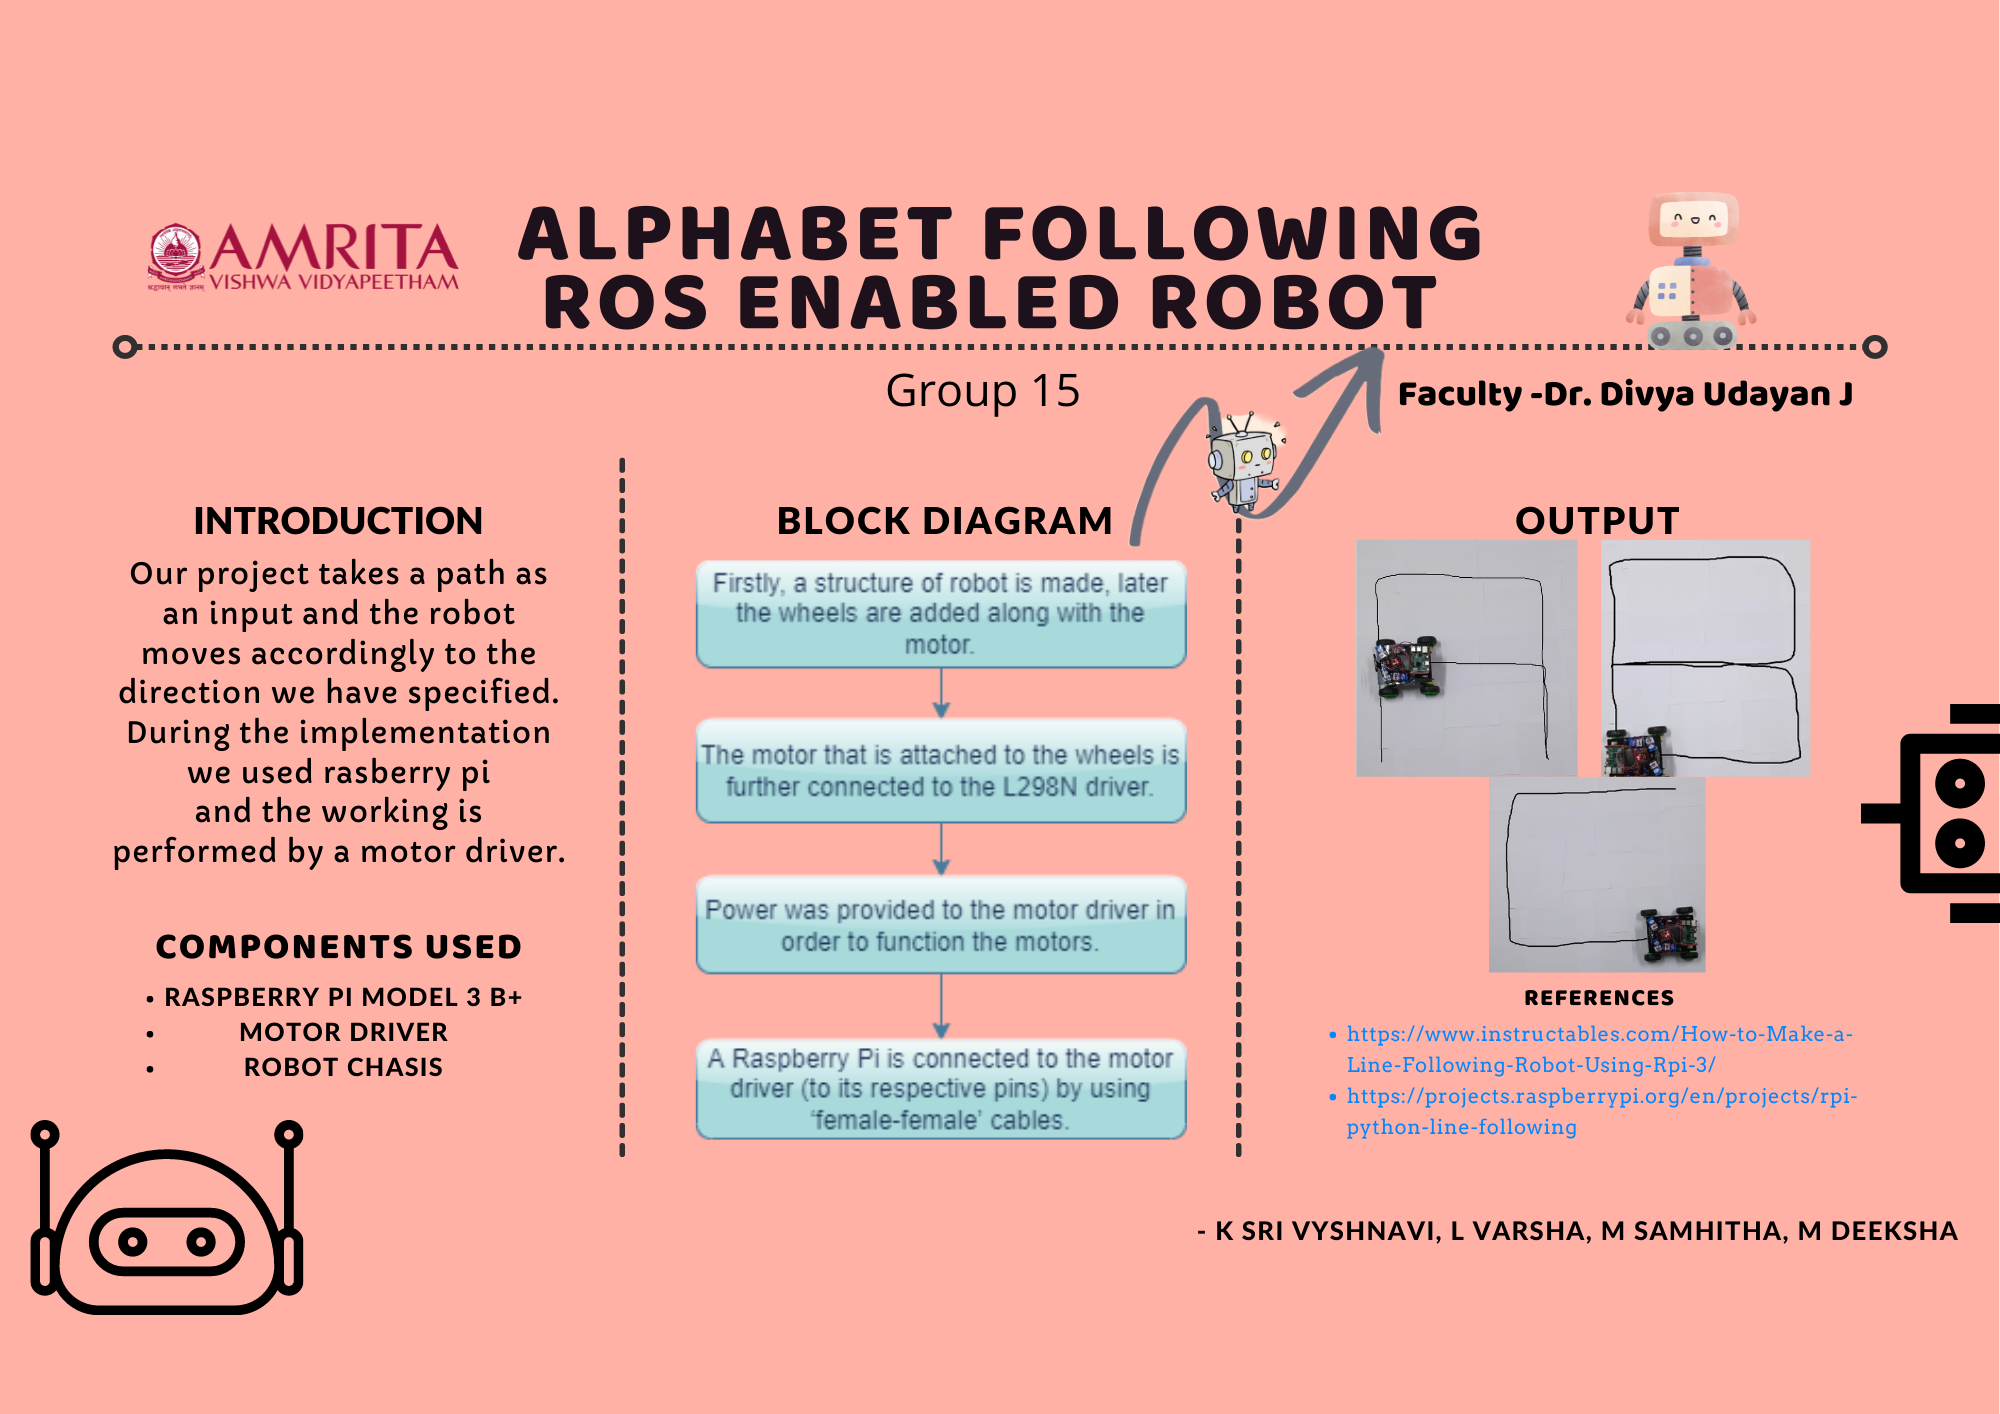 AMRITA
VISHWA VIDYAPEETHAM
ALPHABET FOLLOWING
ROS ENABLED ROBOT
Group 15
Faculty -Dr. Divya Udayan J
INTRODUCTION
Our project takes a path as
an input and the robot
moves accordingly to the
direction we have specified.
During the implementation
we used rasberry pi
and the working is
performed by a motor driver.
COMPONENTS USED
• RASPBERRY PI MODEL 3 B+
• MOTOR DRIVER
• ROBOT CHASIS
BLOCK DIAGRAM
Firstly, a structure of robot is made, later
the wheels are added along with the
motor.
The motor that is attached to the wheels is
further connected to the L298N driver.
Power was provided to the motor driver in
order to function the motors.
A Raspberry Pi is connected to the motor
driver (to its respective pins) by using
‘female-female’ cables.
OUTPUT
REFERENCES
• https://www.instructables.com/How-to-Make-a-
Line-Following-Robot-Using-Rpi-3/
• https://projects.raspberrypi.org/en/projects/rpi-
python-line-following
- K SRI VYSHNAVI, L VARSHA, M SAMHITHA, M DEEKSHA